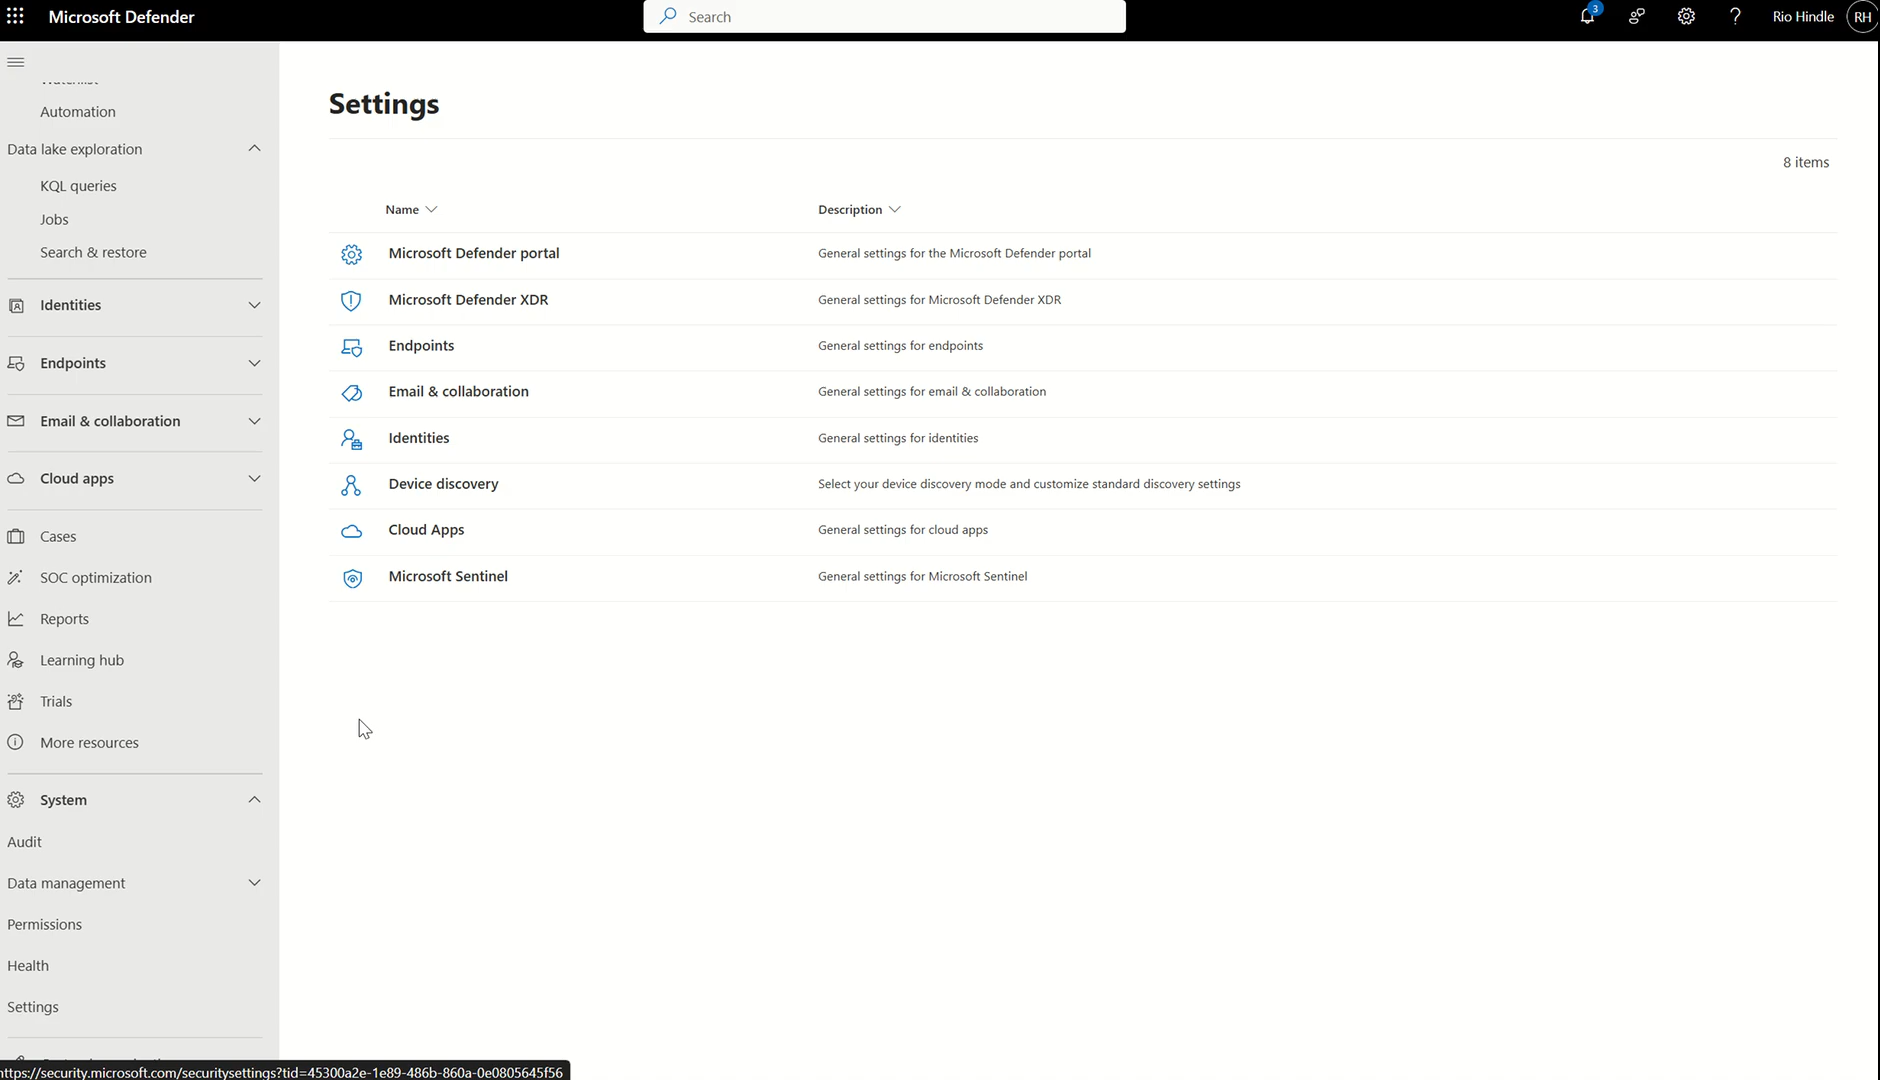 Microsoft Defender
Search
3
Rio Hindle
RH
Automation
Data lake exploration
KQL queries
Jobs
Search & restore
Identities
Endpoints
Email & collaboration
Cloud apps
Cases
SOC optimization
Reports
Learning hub
Trials
More resources
System
Audit
Data management
Permissions
Health
Settings
Settings
8 items
Name Description
Microsoft Defender portal General settings for the Microsoft Defender portal
Microsoft Defender XDR General settings for Microsoft Defender XDR
Endpoints General settings for endpoints
Email & collaboration General settings for email & collaboration
Identities General settings for identities
Device discovery Select your device discovery mode and customize standard discovery settings
Cloud Apps General settings for cloud apps
Microsoft Sentinel General settings for Microsoft Sentinel
https://security.microsoft.com/securitysettings?tid=45300a2e-1e89-486b-860a-0e0805645f56